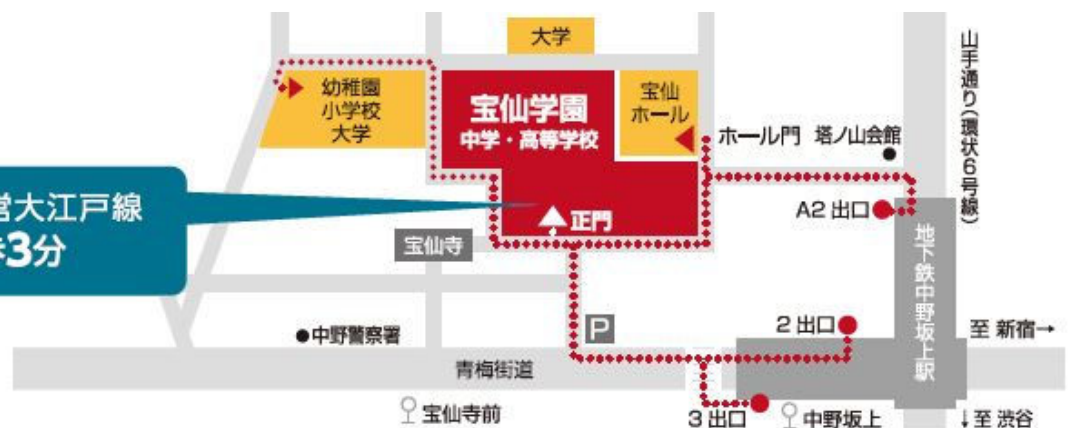 大学
幼稚園
小学校
大学
宝仙学園
中学・高等学校
宝仙
ホール
ホール門
塔ノ山会館
山手通り(環状6号線)
営大江戸線
歩3分
A2 出口
正門
宝仙寺
地下鉄中野坂上駅
P
2 出口
至 新宿→
中野警察署
青梅街道
宝仙寺前
3 出口
中野坂上
↓至 渋谷